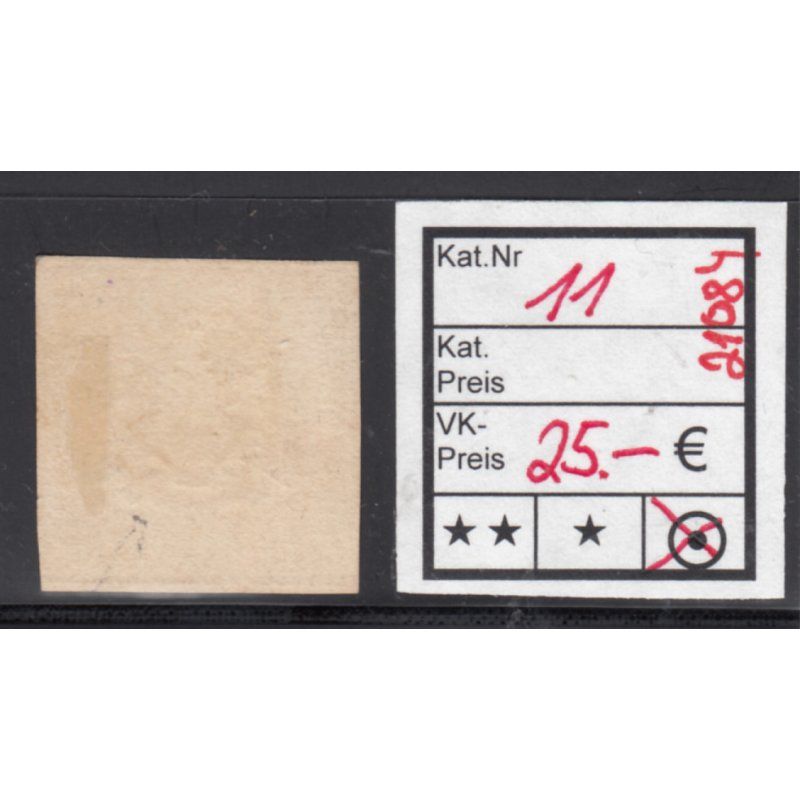 Kat.Nr 11
21084
Kat.
Preis
VK-
Preis 25.– €
★★ ★